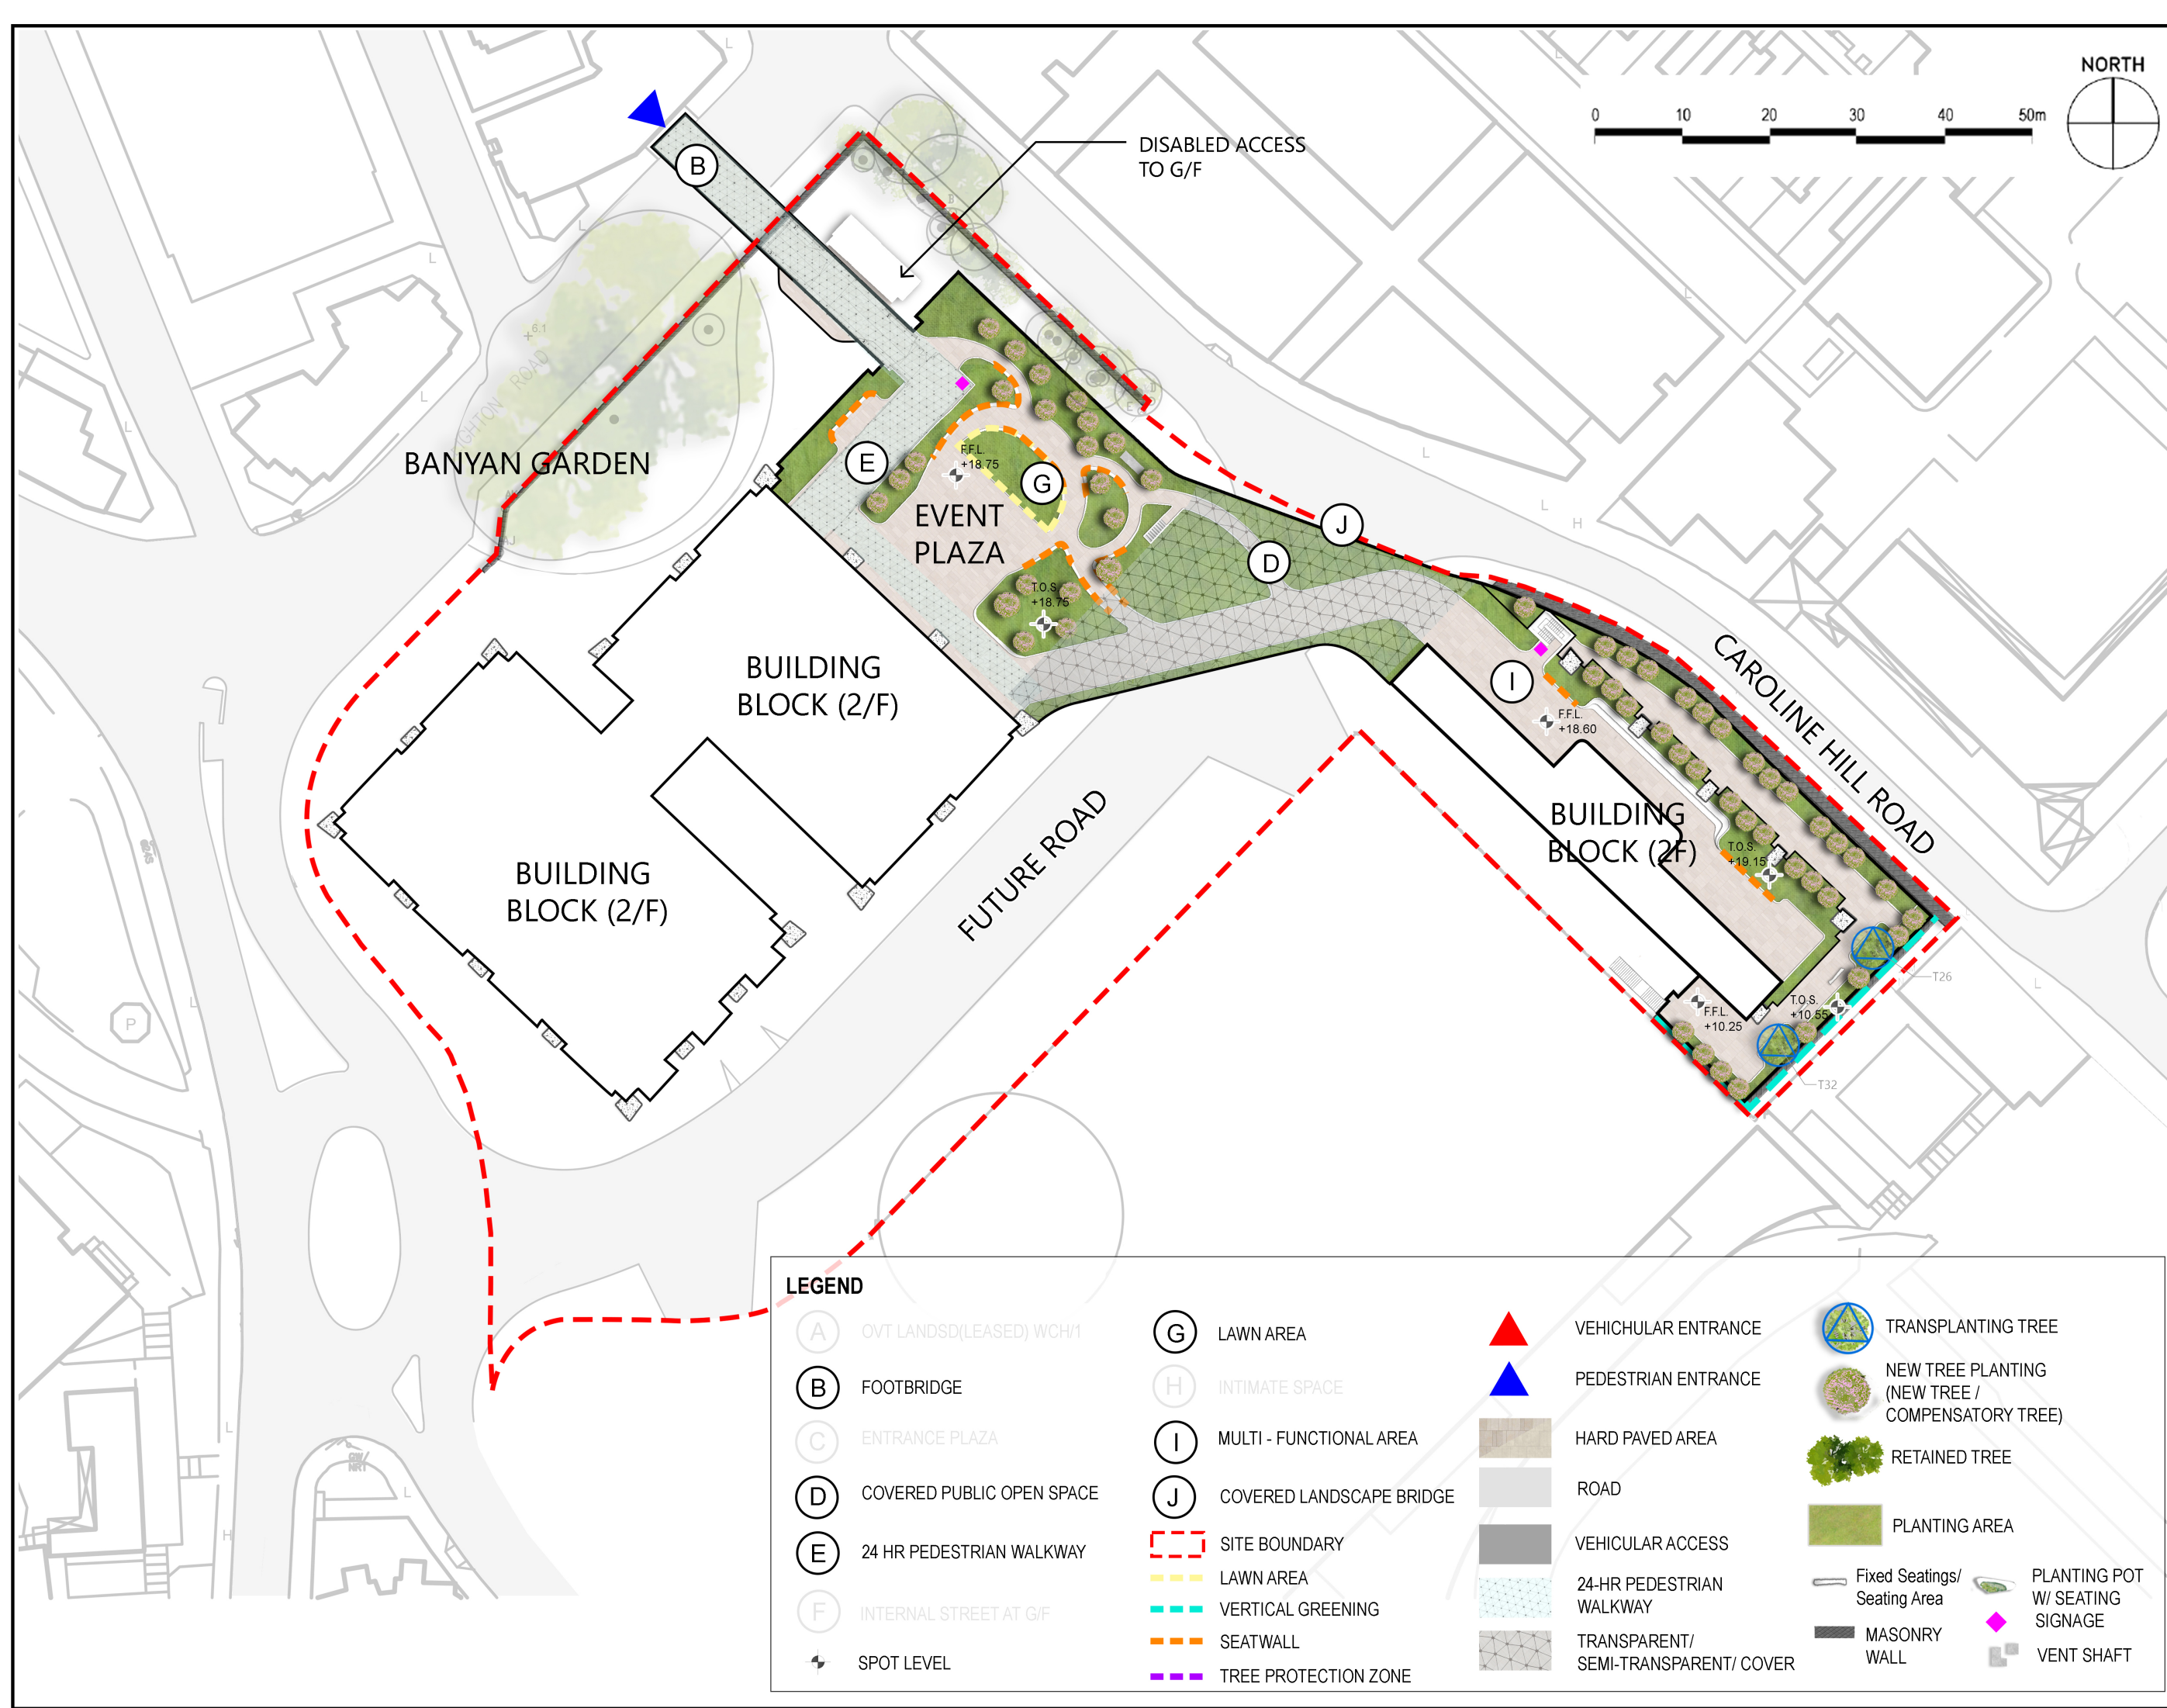 NORTH
0 10 20 30 40 50m
DISABLED ACCESS
TO G/F
B
6.1
ROAD
BANYAN GARDEN
E
F.F.L.
+18.75
G
EVENT
PLAZA
J
D
T.O.S.
+18.75
I
F.F.L.
+18.60
CAROLINE HILL ROAD
BUILDING
BLOCK (2/F)
BUILDING
BLOCK (2F)
T.O.S.
+19.15
FUTURE ROAD
BUILDING
BLOCK (2/F)
T26
T.O.S.
+10.55
F.F.L.
+10.25
T32
P
LEGEND
A OVT LANDSD(LEASED) WCH/1
B FOOTBRIDGE
C ENTRANCE PLAZA
D COVERED PUBLIC OPEN SPACE
E 24 HR PEDESTRIAN WALKWAY
F INTERNAL STREET AT G/F
SPOT LEVEL
G LAWN AREA
H INTIMATE SPACE
I MULTI - FUNCTIONAL AREA
J COVERED LANDSCAPE BRIDGE
SITE BOUNDARY
LAWN AREA
VERTICAL GREENING
SEATWALL
TREE PROTECTION ZONE
VEHICHULAR ENTRANCE
PEDESTRIAN ENTRANCE
HARD PAVED AREA
ROAD
VEHICULAR ACCESS
24-HR PEDESTRIAN
WALKWAY
TRANSPARENT/
SEMI-TRANSPARENT/ COVER
TRANSPLANTING TREE
NEW TREE PLANTING
(NEW TREE /
COMPENSATORY TREE)
RETAINED TREE
PLANTING AREA
Fixed Seatings/
Seating Area
PLANTING POT
W/ SEATING
SIGNAGE
MASONRY
WALL
VENT SHAFT